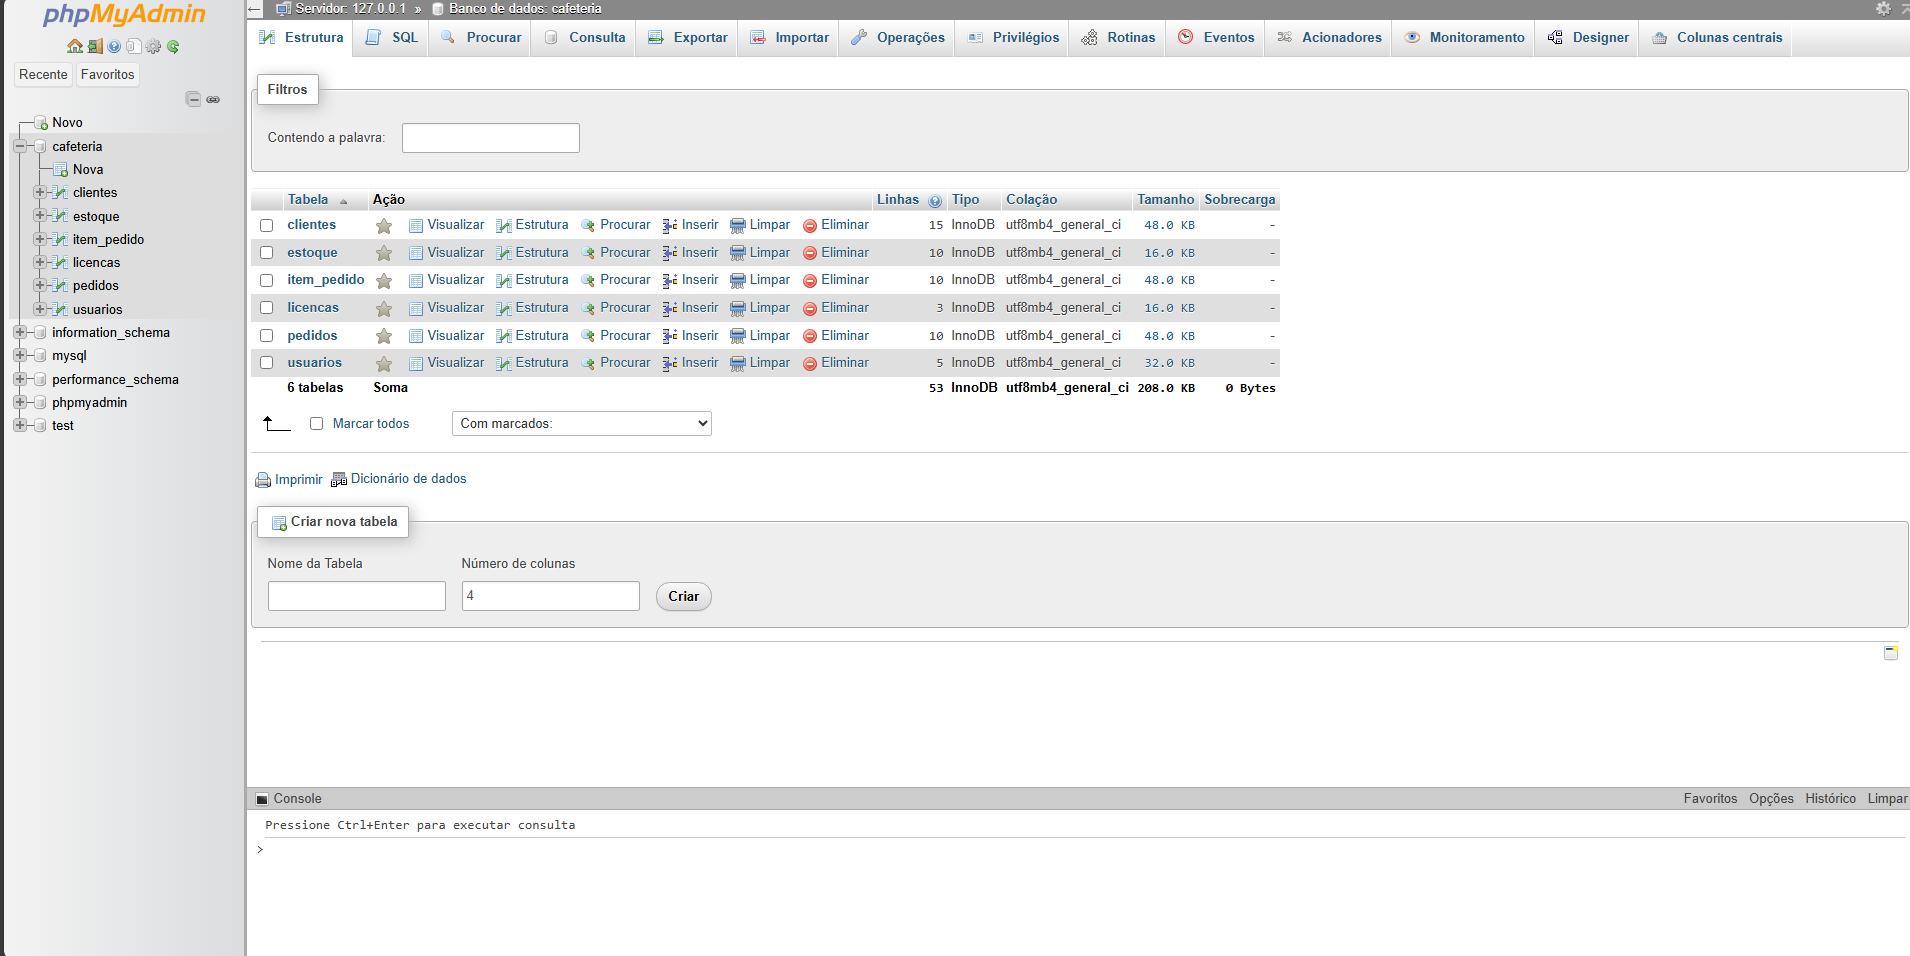 phpMyAdmin
Recente Favoritos
Novo
cafeteria
Nova
clientes
estoque
item_pedido
licencas
pedidos
usuarios
information_schema
mysql
performance_schema
phpmyadmin
test
Servidor: 127.0.0.1 » Banco de dados: cafeteria
Estrutura SQL Procurar Consulta Exportar Importar Operações Privilégios Rotinas Eventos Acionadores Monitoramento Designer Colunas centrais
Filtros
Contendo a palavra:
Tabela Ação Linhas Tipo Colação Tamanho Sobrecarga
clientes Visualizar Estrutura Procurar Inserir Limpar Eliminar 15 InnoDB utf8mb4_general_ci 48.0 KB -
estoque Visualizar Estrutura Procurar Inserir Limpar Eliminar 10 InnoDB utf8mb4_general_ci 16.0 KB -
item_pedido Visualizar Estrutura Procurar Inserir Limpar Eliminar 10 InnoDB utf8mb4_general_ci 48.0 KB -
licencas Visualizar Estrutura Procurar Inserir Limpar Eliminar 3 InnoDB utf8mb4_general_ci 16.0 KB -
pedidos Visualizar Estrutura Procurar Inserir Limpar Eliminar 10 InnoDB utf8mb4_general_ci 48.0 KB -
usuarios Visualizar Estrutura Procurar Inserir Limpar Eliminar 5 InnoDB utf8mb4_general_ci 32.0 KB -
6 tabelas Soma 53 InnoDB utf8mb4_general_ci 208.0 KB 0 Bytes
Marcar todos Com marcados:
Imprimir Dicionário de dados
Criar nova tabela
Nome da Tabela Número de colunas
4 Criar
Console Favoritos Opções Histórico Limpar
Pressione Ctrl+Enter para executar consulta
>